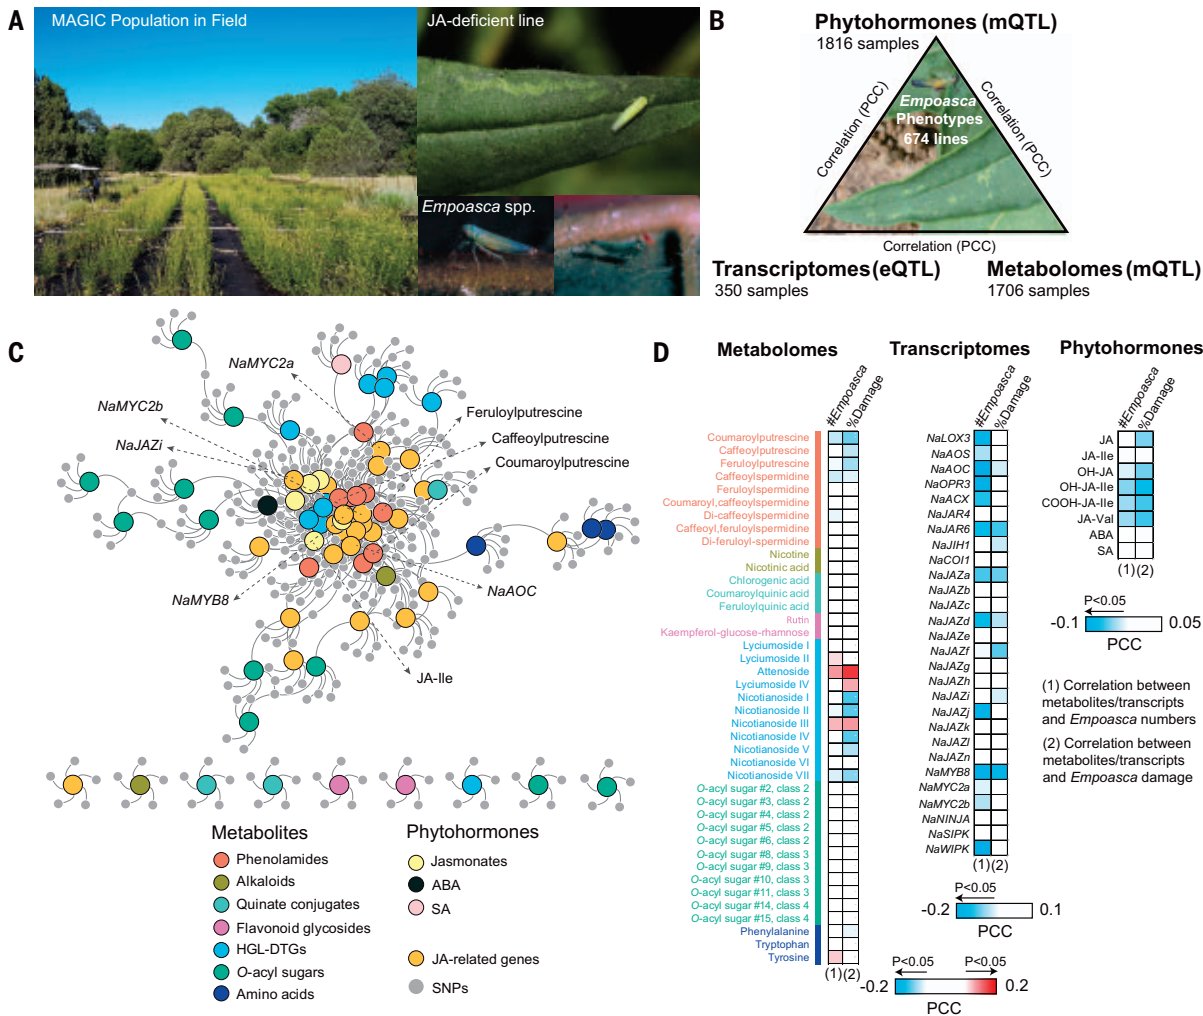 A
MAGIC Population in Field
JA-deficient line
Empoasca spp.
B
Phytohormones (mQTL)
1816 samples
Correlation (PCC)
Correlation (PCC)
Empoasca
Phenotypes
674 lines
Correlation (PCC)
Transcriptomes (eQTL)
350 samples
Metabolomes (mQTL)
1706 samples
C
NaMYC2a
NaMYC2b
NaJAZi
Feruloylputrescine
Caffeoylputrescine
Coumaroylputrescine
NaMYB8
NaAOC
JA-Ile
Metabolites
Phenolamides
Alkaloids
Quinate conjugates
Flavonoid glycosides
HGL-DTGs
O-acyl sugars
Amino acids
Phytohormones
Jasmonates
ABA
SA
JA-related genes
SNPs
D
Metabolomes
#Empoasca
%Damage
Coumaroylputrescine
Caffeoylputrescine
Feruloylputrescine
Caffeoylspermidine
Feruloylspermidine
Coumaroyl,caffeoylspermidine
Di-caffeoylspermidine
Caffeoyl,feruloylspermidine
Di-feruloyl-spermidine
Nicotine
Nicotinic acid
Chlorogenic acid
Coumaroylquinic acid
Feruloylquinic acid
Rutin
Kaempferol-glucose-rhamnose
Lyciumoside I
Lyciumoside II
Attenoside
Lyciumoside IV
Nicotianoside I
Nicotianoside II
Nicotianoside III
Nicotianoside IV
Nicotianoside V
Nicotianoside VI
Nicotianoside VII
O-acyl sugar #2, class 2
O-acyl sugar #3, class 2
O-acyl sugar #4, class 2
O-acyl sugar #5, class 2
O-acyl sugar #6, class 2
O-acyl sugar #8, class 3
O-acyl sugar #9, class 3
O-acyl sugar #10, class 3
O-acyl sugar #11, class 3
O-acyl sugar #14, class 4
O-acyl sugar #15, class 4
Phenylalanine
Tryptophan
Tyrosine
(1) (2)
P<0.05
P<0.05
-0.2
0.2
PCC
Transcriptomes
#Empoasca
%Damage
NaLOX3
NaAOS
NaAOC
NaOPR3
NaACX
NaJAR4
NaJAR6
NaJIH1
NaCOI1
NaJAZa
NaJAZb
NaJAZc
NaJAZd
NaJAZe
NaJAZf
NaJAZg
NaJAZh
NaJAZi
NaJAZj
NaJAZk
NaJAZl
NaJAZn
NaMYB8
NaMYC2a
NaMYC2b
NaNINJA
NaSIPK
NaWIPK
(1) (2)
P<0.05
-0.2
0.1
PCC
Phytohormones
#Empoasca
%Damage
JA
JA-Ile
OH-JA
OH-JA-Ile
COOH-JA-Ile
JA-Val
ABA
SA
(1) (2)
P<0.05
-0.1
0.05
PCC
(1) Correlation between
metabolites/transcripts
and Empoasca numbers
(2) Correlation between
metabolites/transcripts
and Empoasca damage